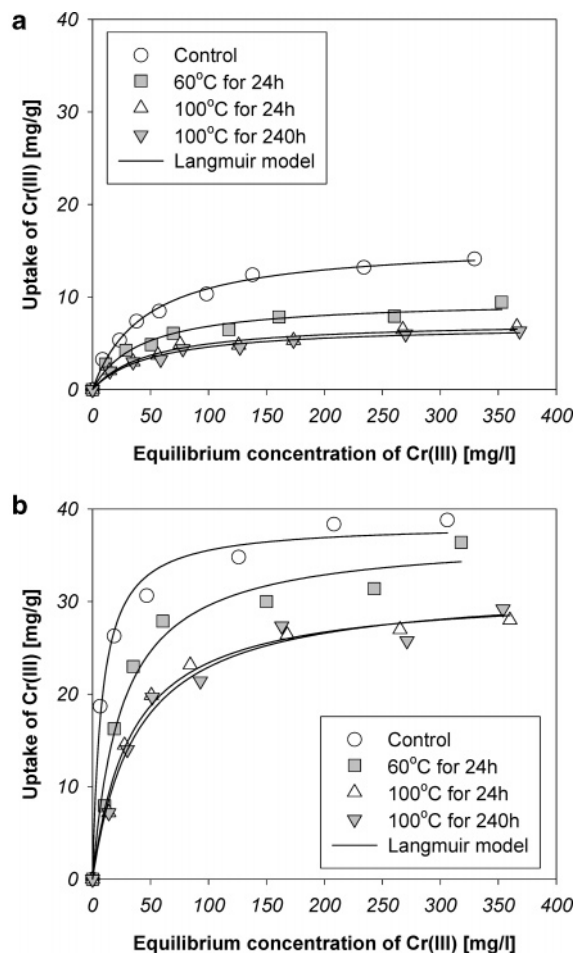 a
40
30
20
10
0
Uptake of Cr(III) [mg/g]
Control
60°C for 24h
100°C for 24h
100°C for 240h
Langmuir model
0 50 100 150 200 250 300 350 400
Equilibrium concentration of Cr(III) [mg/l]
b
40
30
20
10
0
Uptake of Cr(III) [mg/g]
Control
60°C for 24h
100°C for 24h
100°C for 240h
Langmuir model
0 50 100 150 200 250 300 350 400
Equilibrium concentration of Cr(III) [mg/l]